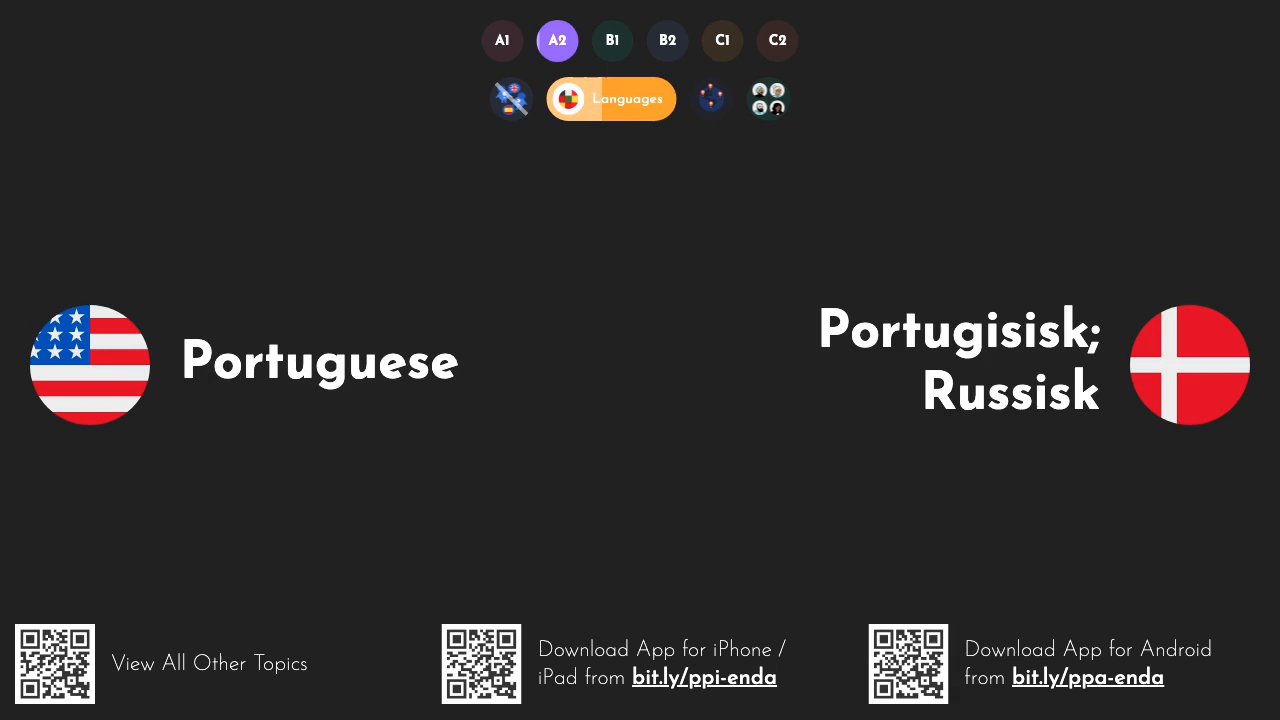 A1 A2 B1 B2 C1 C2
Languages
Portuguese
Portugisisk;
Russisk
View All Other Topics
Download App for iPhone /
iPad from bit.ly/ppi-enda
Download App for Android
from bit.ly/ppa-enda